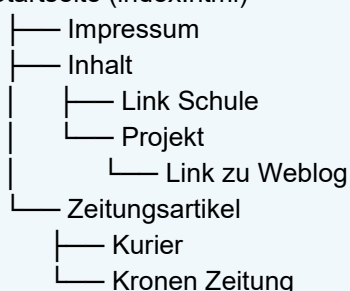 ├── Impressum
├── Inhalt
│ ├── Link Schule
│ └── Projekt
│ └── Link zu Weblog
└── Zeitungsartikel
├── Kurier
└── Kronen Zeitung